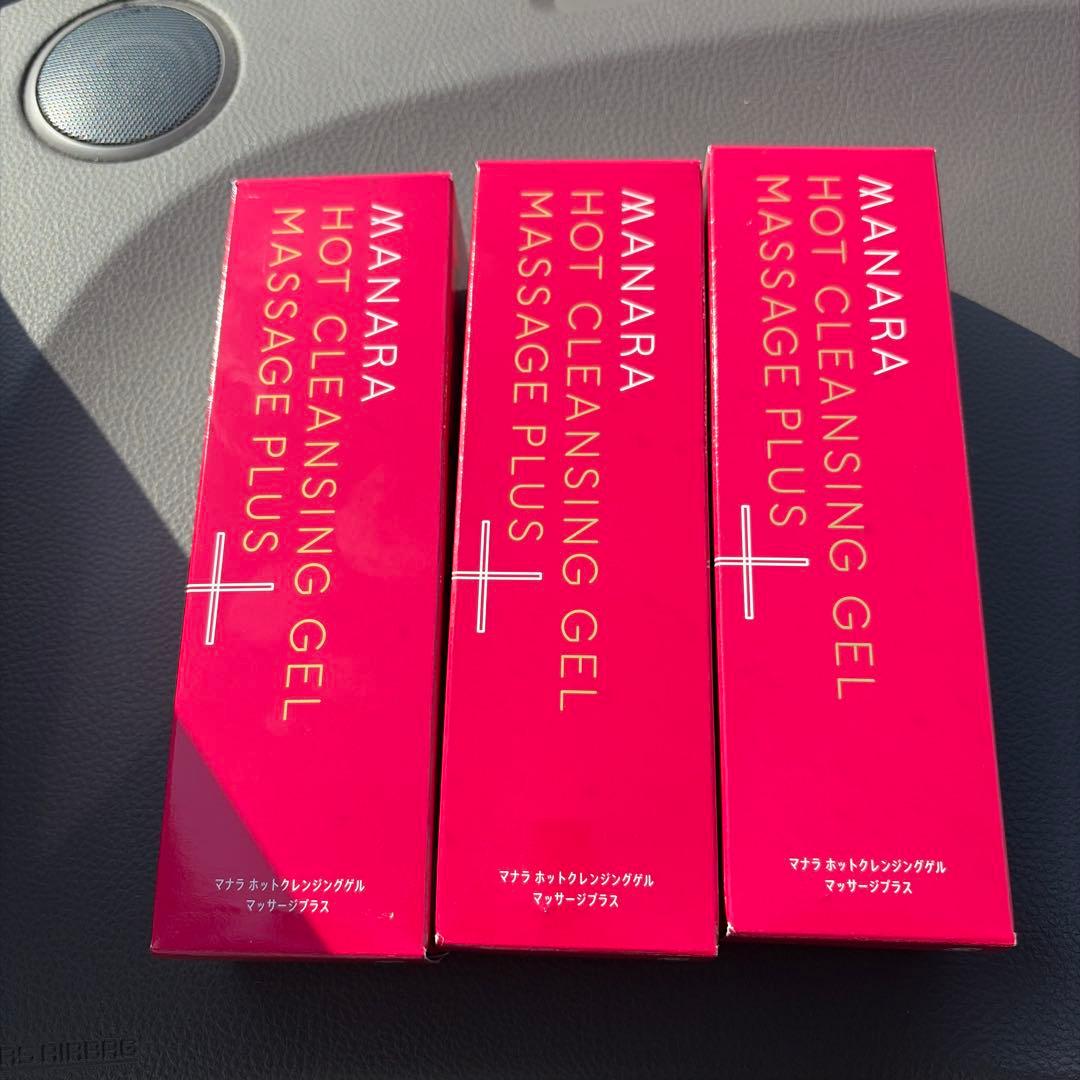 MANARA
HOT CLEANSING GEL
MASSAGE PLUS
マナラ ホットクレンジングゲル
マッサージプラス
MANARA
HOT CLEANSING GEL
MASSAGE PLUS
マナラ ホットクレンジングゲル
マッサージプラス
MANARA
HOT CLEANSING GEL
MASSAGE PLUS
マナラ ホットクレンジングゲル
マッサージプラス
RS AIRBAG